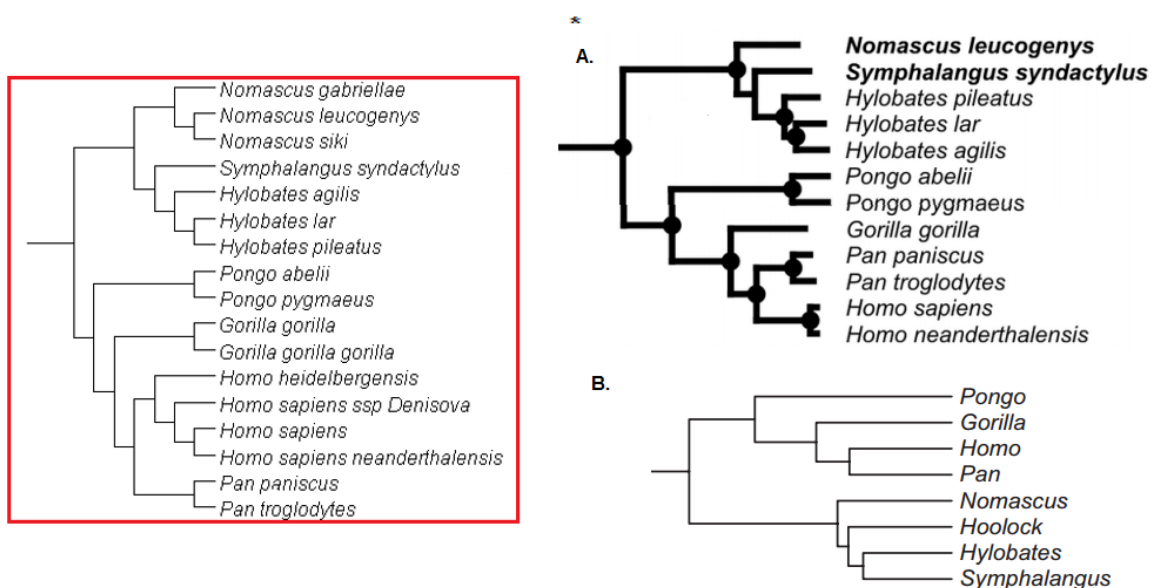 Nomascus gabriellae
Nomascus leucogenys
Nomascus siki
Symphalangus syndactylus
Hylobates agilis
Hylobates lar
Hylobates pileatus
Pongo abelii
Pongo pygmaeus
Gorilla gorilla
Gorilla gorilla gorilla
Homo heidelbergensis
Homo sapiens ssp Denisova
Homo sapiens
Homo sapiens neanderthalensis
Pan paniscus
Pan troglodytes
*
A.
Nomascus leucogenys
Symphalangus syndactylus
Hylobates pileatus
Hylobates lar
Hylobates agilis
Pongo abelii
Pongo pygmaeus
Gorilla gorilla
Pan paniscus
Pan troglodytes
Homo sapiens
Homo neanderthalensis
B.
Pongo
Gorilla
Homo
Pan
Nomascus
Hoolock
Hylobates
Symphalangus